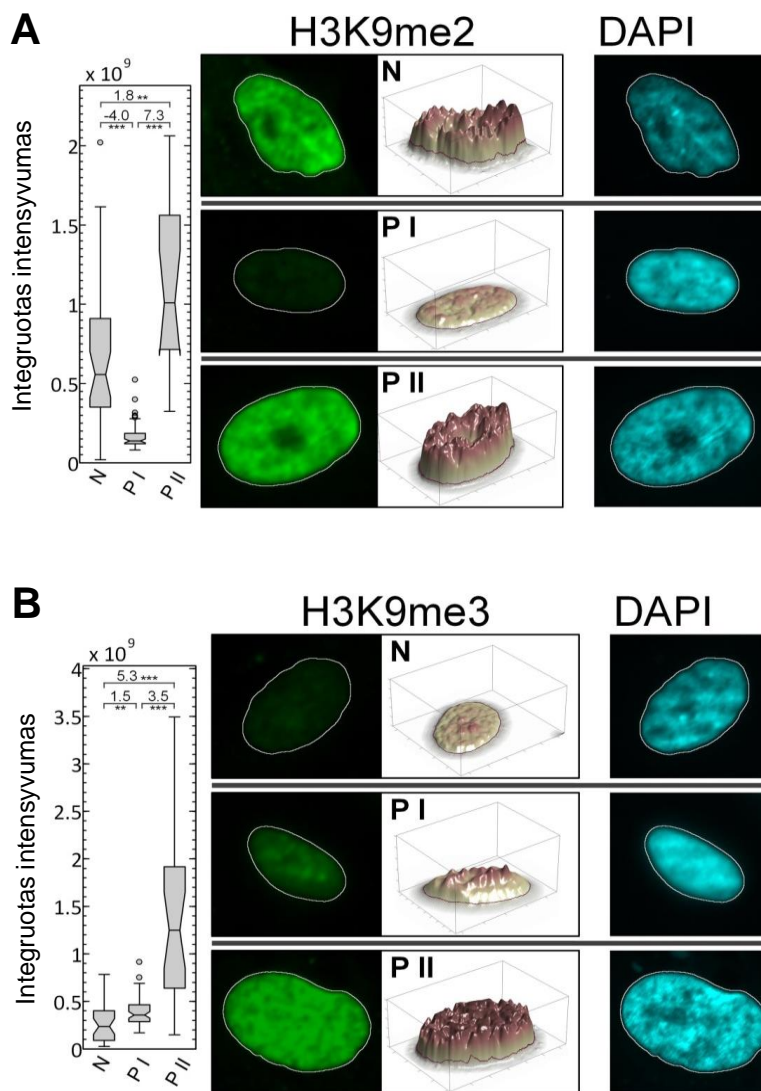 A
H3K9me2
DAPI
x 10⁹
1.8 **
-4.0 7.3
*** ***
Integruotas intensyvumas
2
1.5
1
0.5
0
N
P I
P II
N
P I
P II
B
H3K9me3
DAPI
x 10⁹
5.3 ***
1.5 3.5
** ***
Integruotas intensyvumas
4
3.5
3
2.5
2
1.5
1
0.5
0
N
P I
P II
N
P I
P II